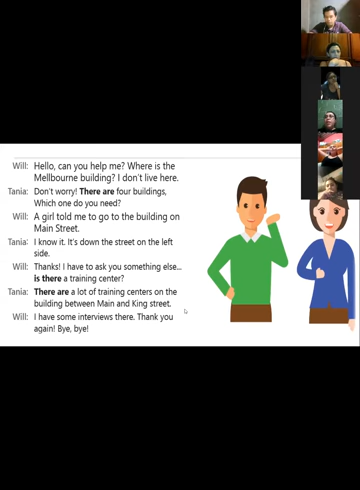 Will: Hello, can you help me? Where is the
Mellbourne building? I don't live here.
Tania: Don't worry! There are four buildings,
Which one do you need?
Will: A girl told me to go to the building on
Main Street.
Tania: I know it. It's down the street on the left
side.
Will: Thanks! I have to ask you something else...
is there a training center?
Tania: There are a lot of training centers on the
building between Main and King street.
Will: I have some interviews there. Thank you
again! Bye, bye!